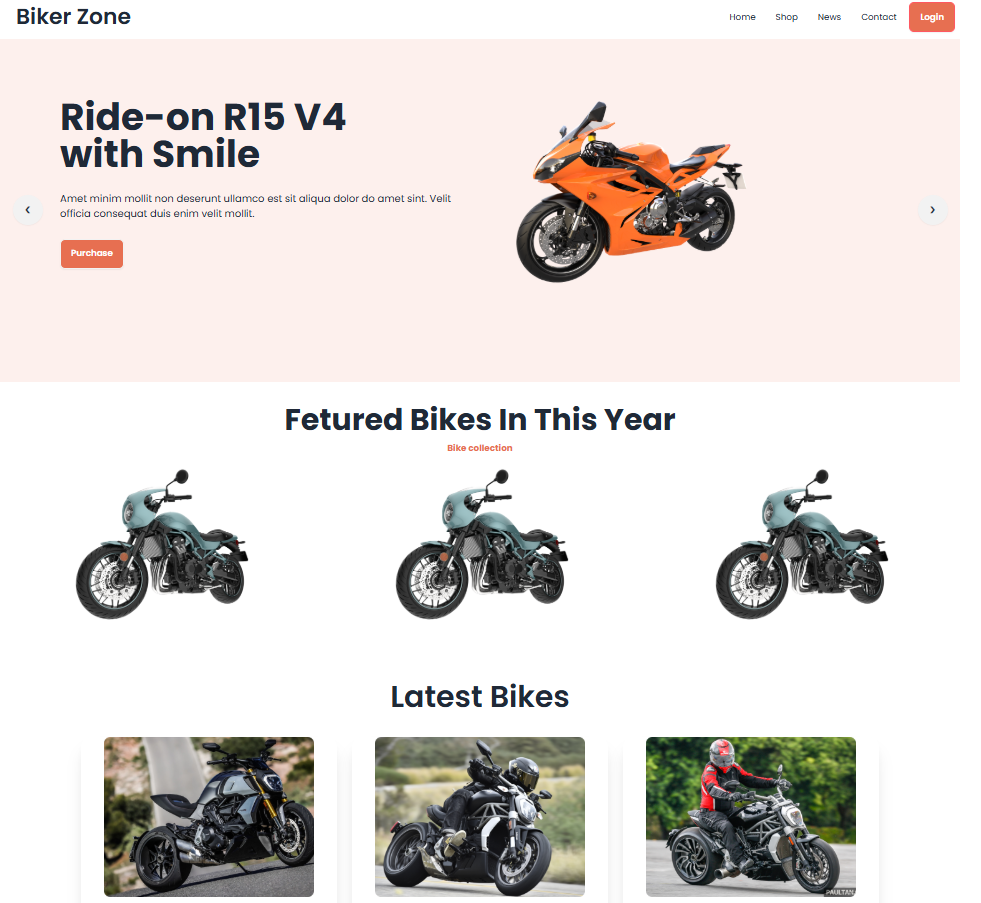 Biker Zone
Home Shop News Contact Login
Ride-on R15 V4
with Smile
Amet minim mollit non deserunt ullamco est sit aliqua dolor do amet sint. Velit
officia consequat duis enim velit mollit.
‹ ›
Purchase
Fetured Bikes In This Year
Bike collection
Latest Bikes
PAULTAN